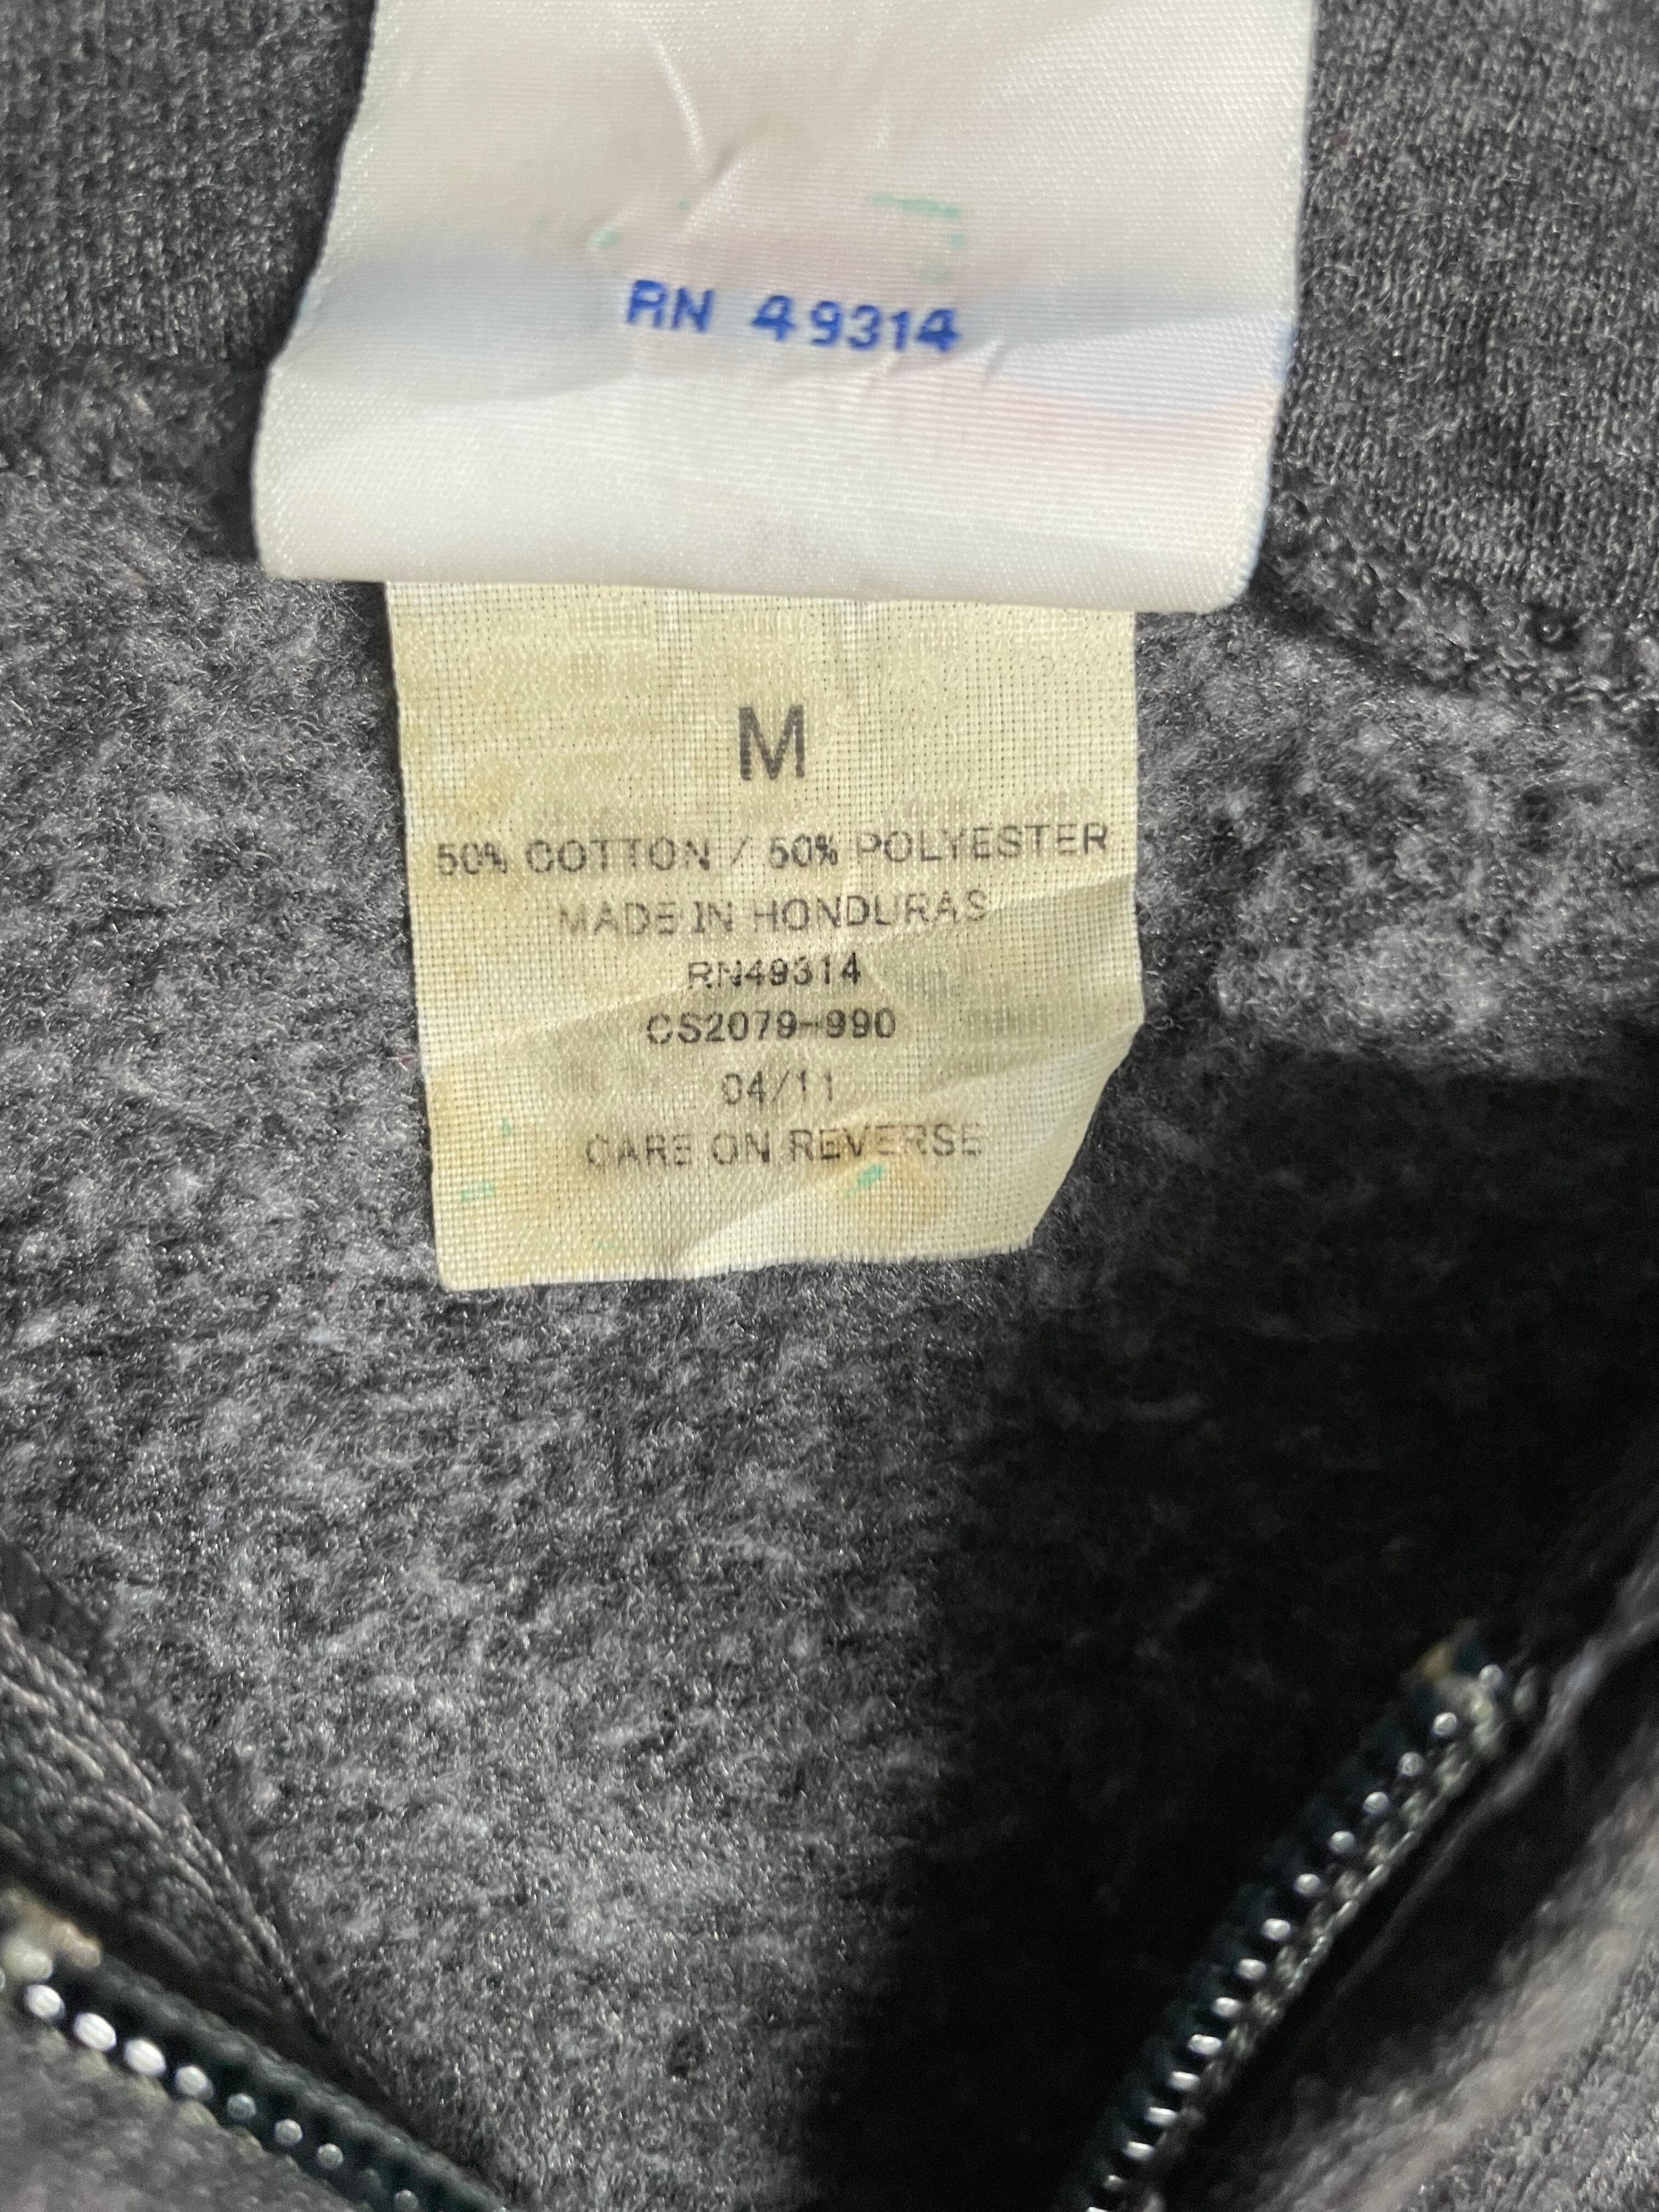 RN 49314
M
50% COTTON / 50% POLYESTER
MADE IN HONDURAS
RN49314
CS2079-990
04/11
CARE ON REVERSE